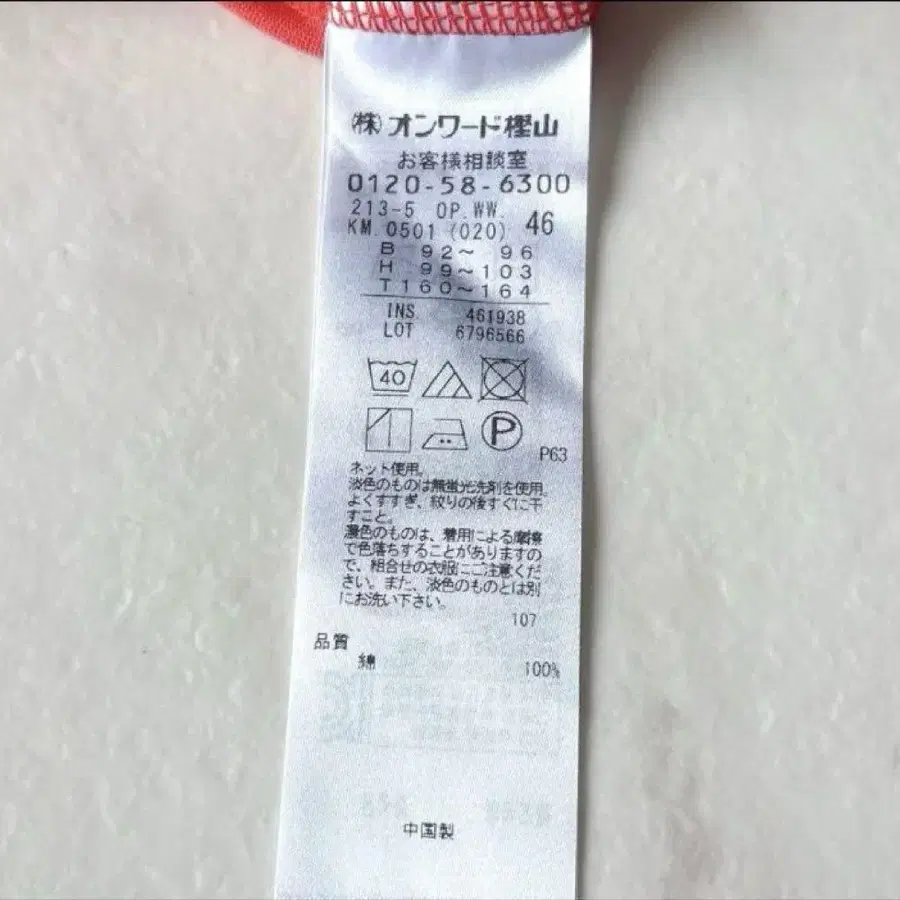 ㈱オンワード樫山
お客様相談室
0120-58-6300
213-5 OP.WW.
KM.0501 (020) 46
B 92〜 96
H 99〜103
T160〜164
INS. 461938
LOT 6796566
40
P
P63
ネット使用。
淡色のものは無蛍光洗剤を使用。
よくすすぎ、絞りの後すぐに干
すこと。
濃色のものは、着用による摩擦
で色落ちすることがありますの
で、組合せの衣服にご注意くだ
さい。また、淡色のものとは別
にお洗い下さい。
107
品質
綿 100%
中国製